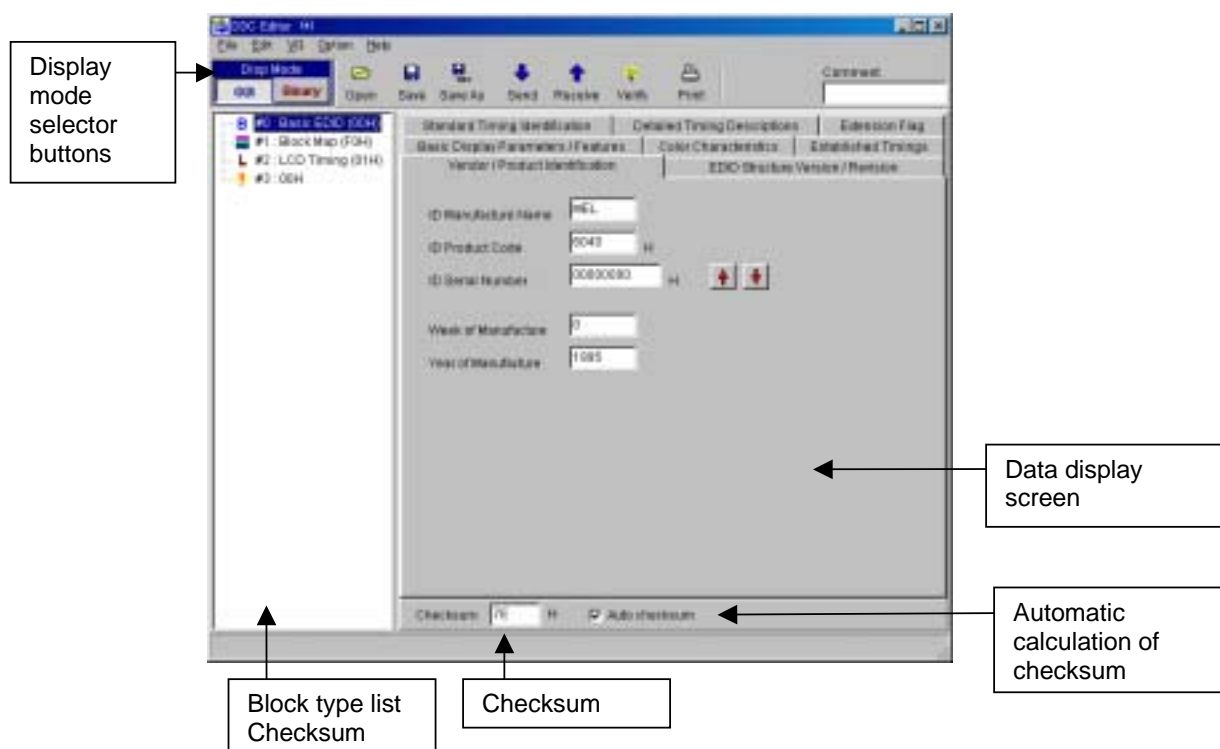 DDC Editor
File Edit Option Help
Display
mode
selector
buttons
Disp Mode
GUI Binary Open Save Save As Send Receive Verify Print
Comment
#0 : Basic EDID (00H)
#1 : Block Map (F0H)
#2 : LCD Timing (01H)
#3 : 00H
Standard Timing Identification Detailed Timing Descriptions Extension Flag
Basic Display Parameters / Features Color Characteristics Established Timings
Vendor / Product Identification EDID Structure Version / Revision
ID Manufacture Name MEL
ID Product Code H
ID Serial Number H
Week of Manufacture 0
Year of Manufacture
Data display
screen
Checksum H Auto checksum
Automatic
calculation of
checksum
Block type list
Checksum
Checksum